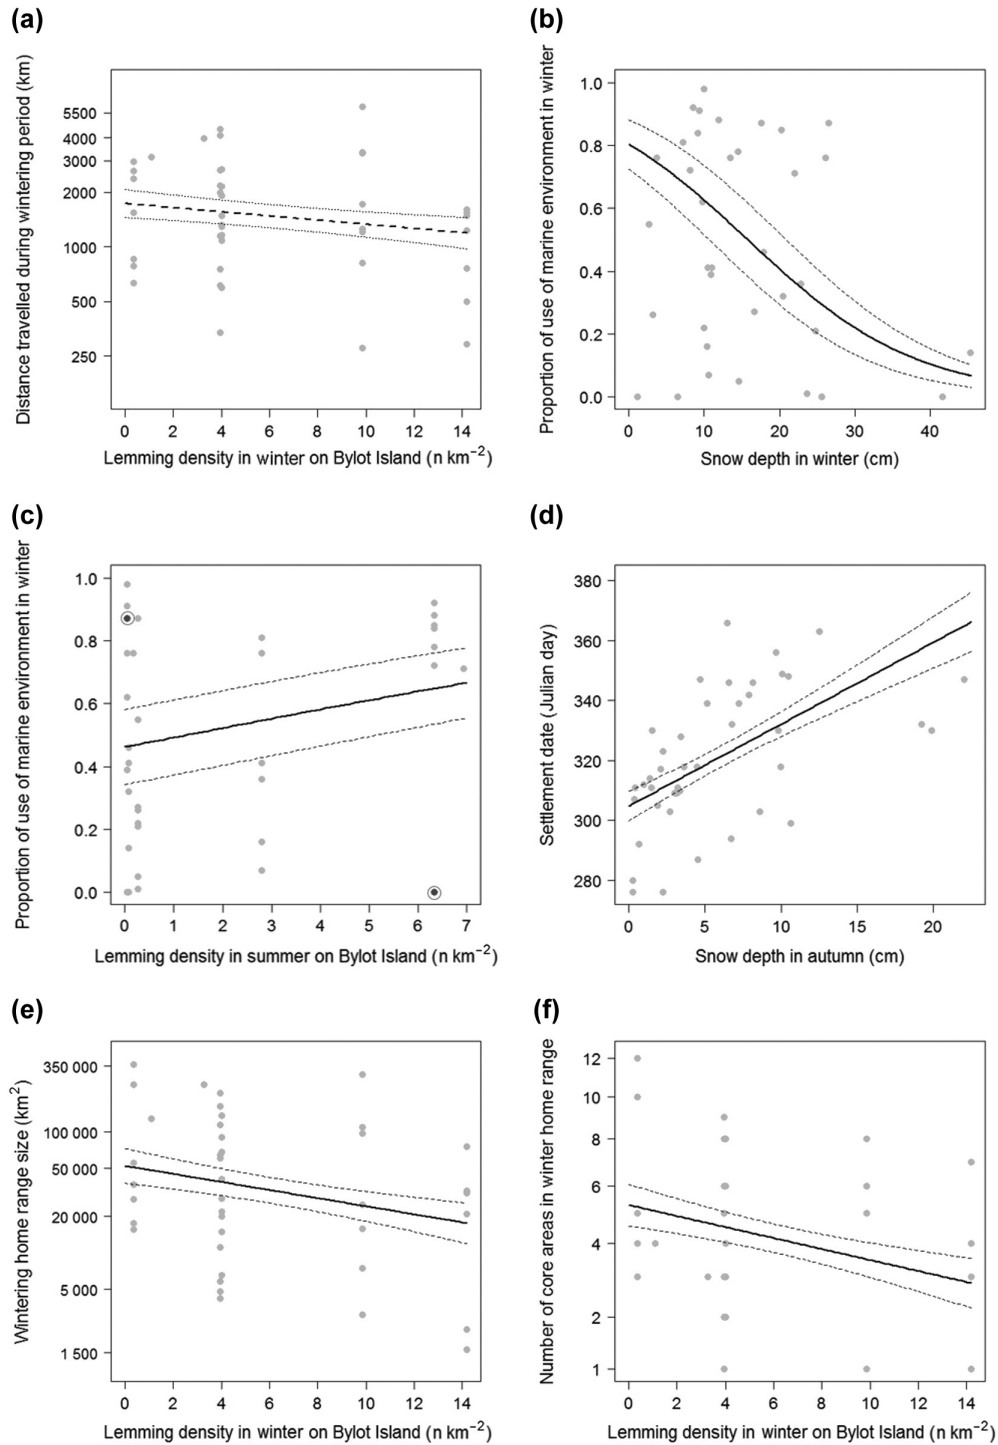 (a)
Distance travelled during wintering period (km)
5500
4000
3000
2000
1000
500
250
0 2 4 6 8 10 12 14
Lemming density in winter on Bylot Island (n km−2)
(b)
Proportion of use of marine environment in winter
1.0
0.8
0.6
0.4
0.2
0.0
0 10 20 30 40
Snow depth in winter (cm)
(c)
Proportion of use of marine environment in winter
1.0
0.8
0.6
0.4
0.2
0.0
0 1 2 3 4 5 6 7
Lemming density in summer on Bylot Island (n km−2)
(d)
Settlement date (Julian day)
380
360
340
320
300
280
0 5 10 15 20
Snow depth in autumn (cm)
(e)
Wintering home range size (km2)
350 000
100 000
50 000
20 000
5 000
1 500
0 2 4 6 8 10 12 14
Lemming density in winter on Bylot Island (n km−2)
(f)
Number of core areas in winter home range
12
10
8
6
4
2
1
0 2 4 6 8 10 12 14
Lemming density in winter on Bylot Island (n km−2)